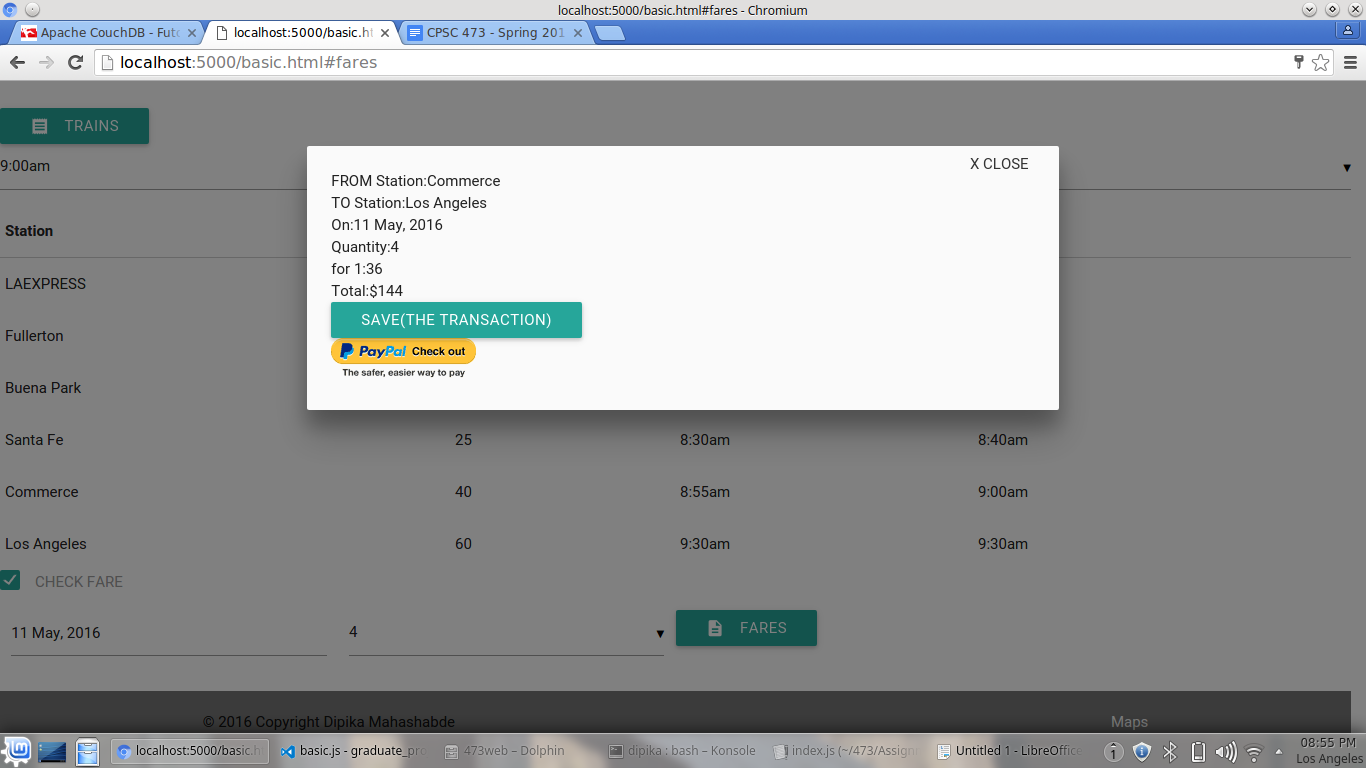 localhost:5000/basic.html#fares - Chromium
Apache CouchDB - Futo
localhost:5000/basic.ht
CPSC 473 - Spring 201
localhost:5000/basic.html#fares
TRAINS
9:00am
X CLOSE
FROM Station:Commerce
TO Station:Los Angeles
On:11 May, 2016
Quantity:4
for 1:36
Total:$144
SAVE(THE TRANSACTION)
PayPal Check out
The safer, easier way to pay
Station
LAEXPRESS
Fullerton
Buena Park
Santa Fe 25 8:30am 8:40am
Commerce 40 8:55am 9:00am
Los Angeles 60 9:30am 9:30am
CHECK FARE
11 May, 2016 4 FARES
© 2016 Copyright Dipika Mahashabde Maps
localhost:5000/basic.h
basic.js - graduate_pro
473web – Dolphin
dipika : bash – Konsole
index.js (~/473/Assign
Untitled 1 - LibreOffice
1
08:55 PM
Los Angeles